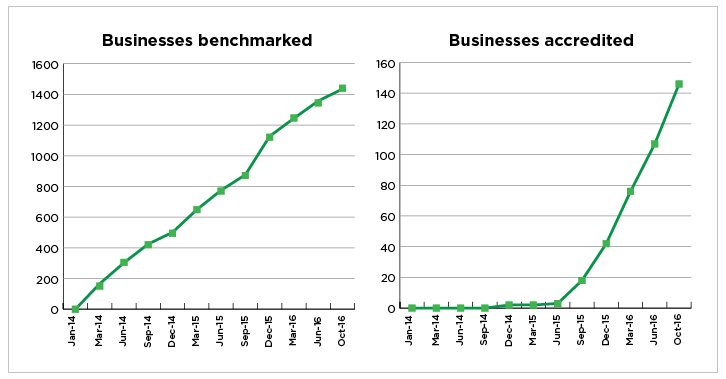 Businesses benchmarked
1600
1400
1200
1000
800
600
400
200
0
Jan-14
Mar-14
Jun-14
Sep-14
Dec-14
Mar-15
Jun-15
Sep-15
Dec-15
Mar-16
Jun-16
Oct-16
Businesses accredited
160
140
120
100
80
60
40
20
0
Jan-14
Mar-14
Jun-14
Sep-14
Dec-14
Mar-15
Jun-15
Sep-15
Dec-15
Mar-16
Jun-16
Oct-16